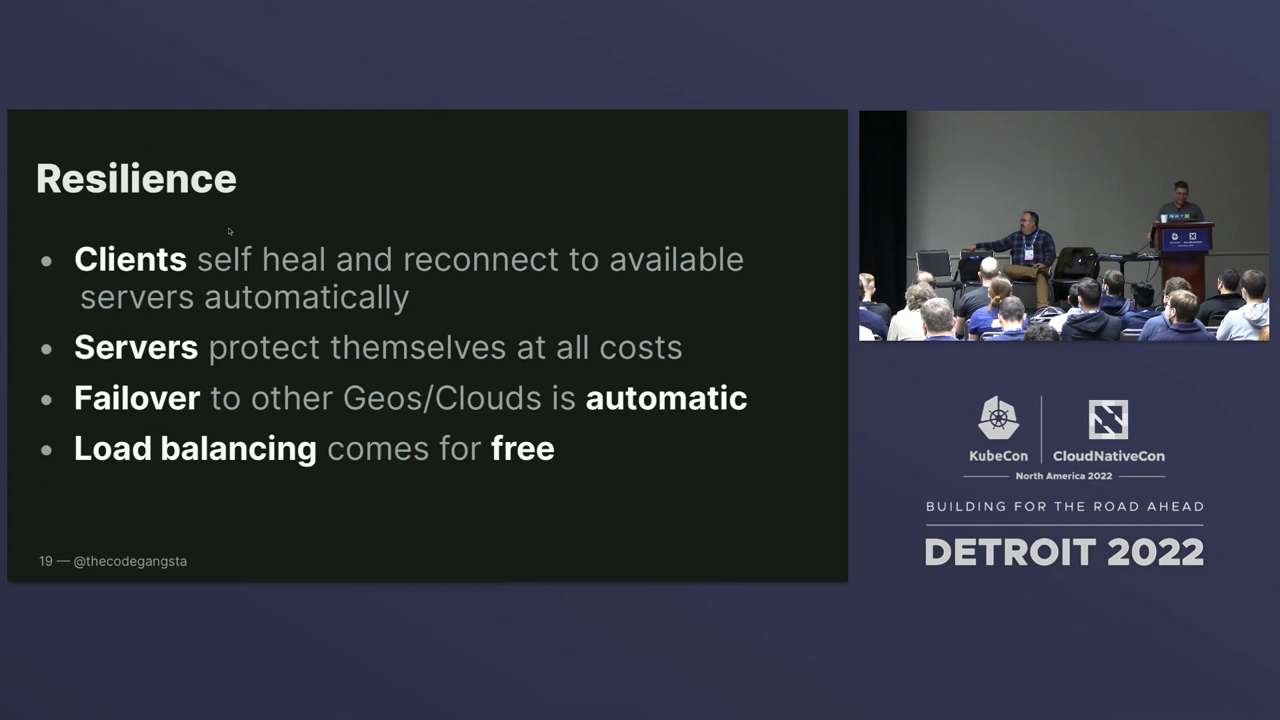 Resilience
• Clients self heal and reconnect to available
servers automatically
• Servers protect themselves at all costs
• Failover to other Geos/Clouds is automatic
• Load balancing comes for free
19 — @thecodegangsta
KubeCon
CloudNativeCon
North America 2022
BUILDING FOR THE ROAD AHEAD
DETROIT 2022